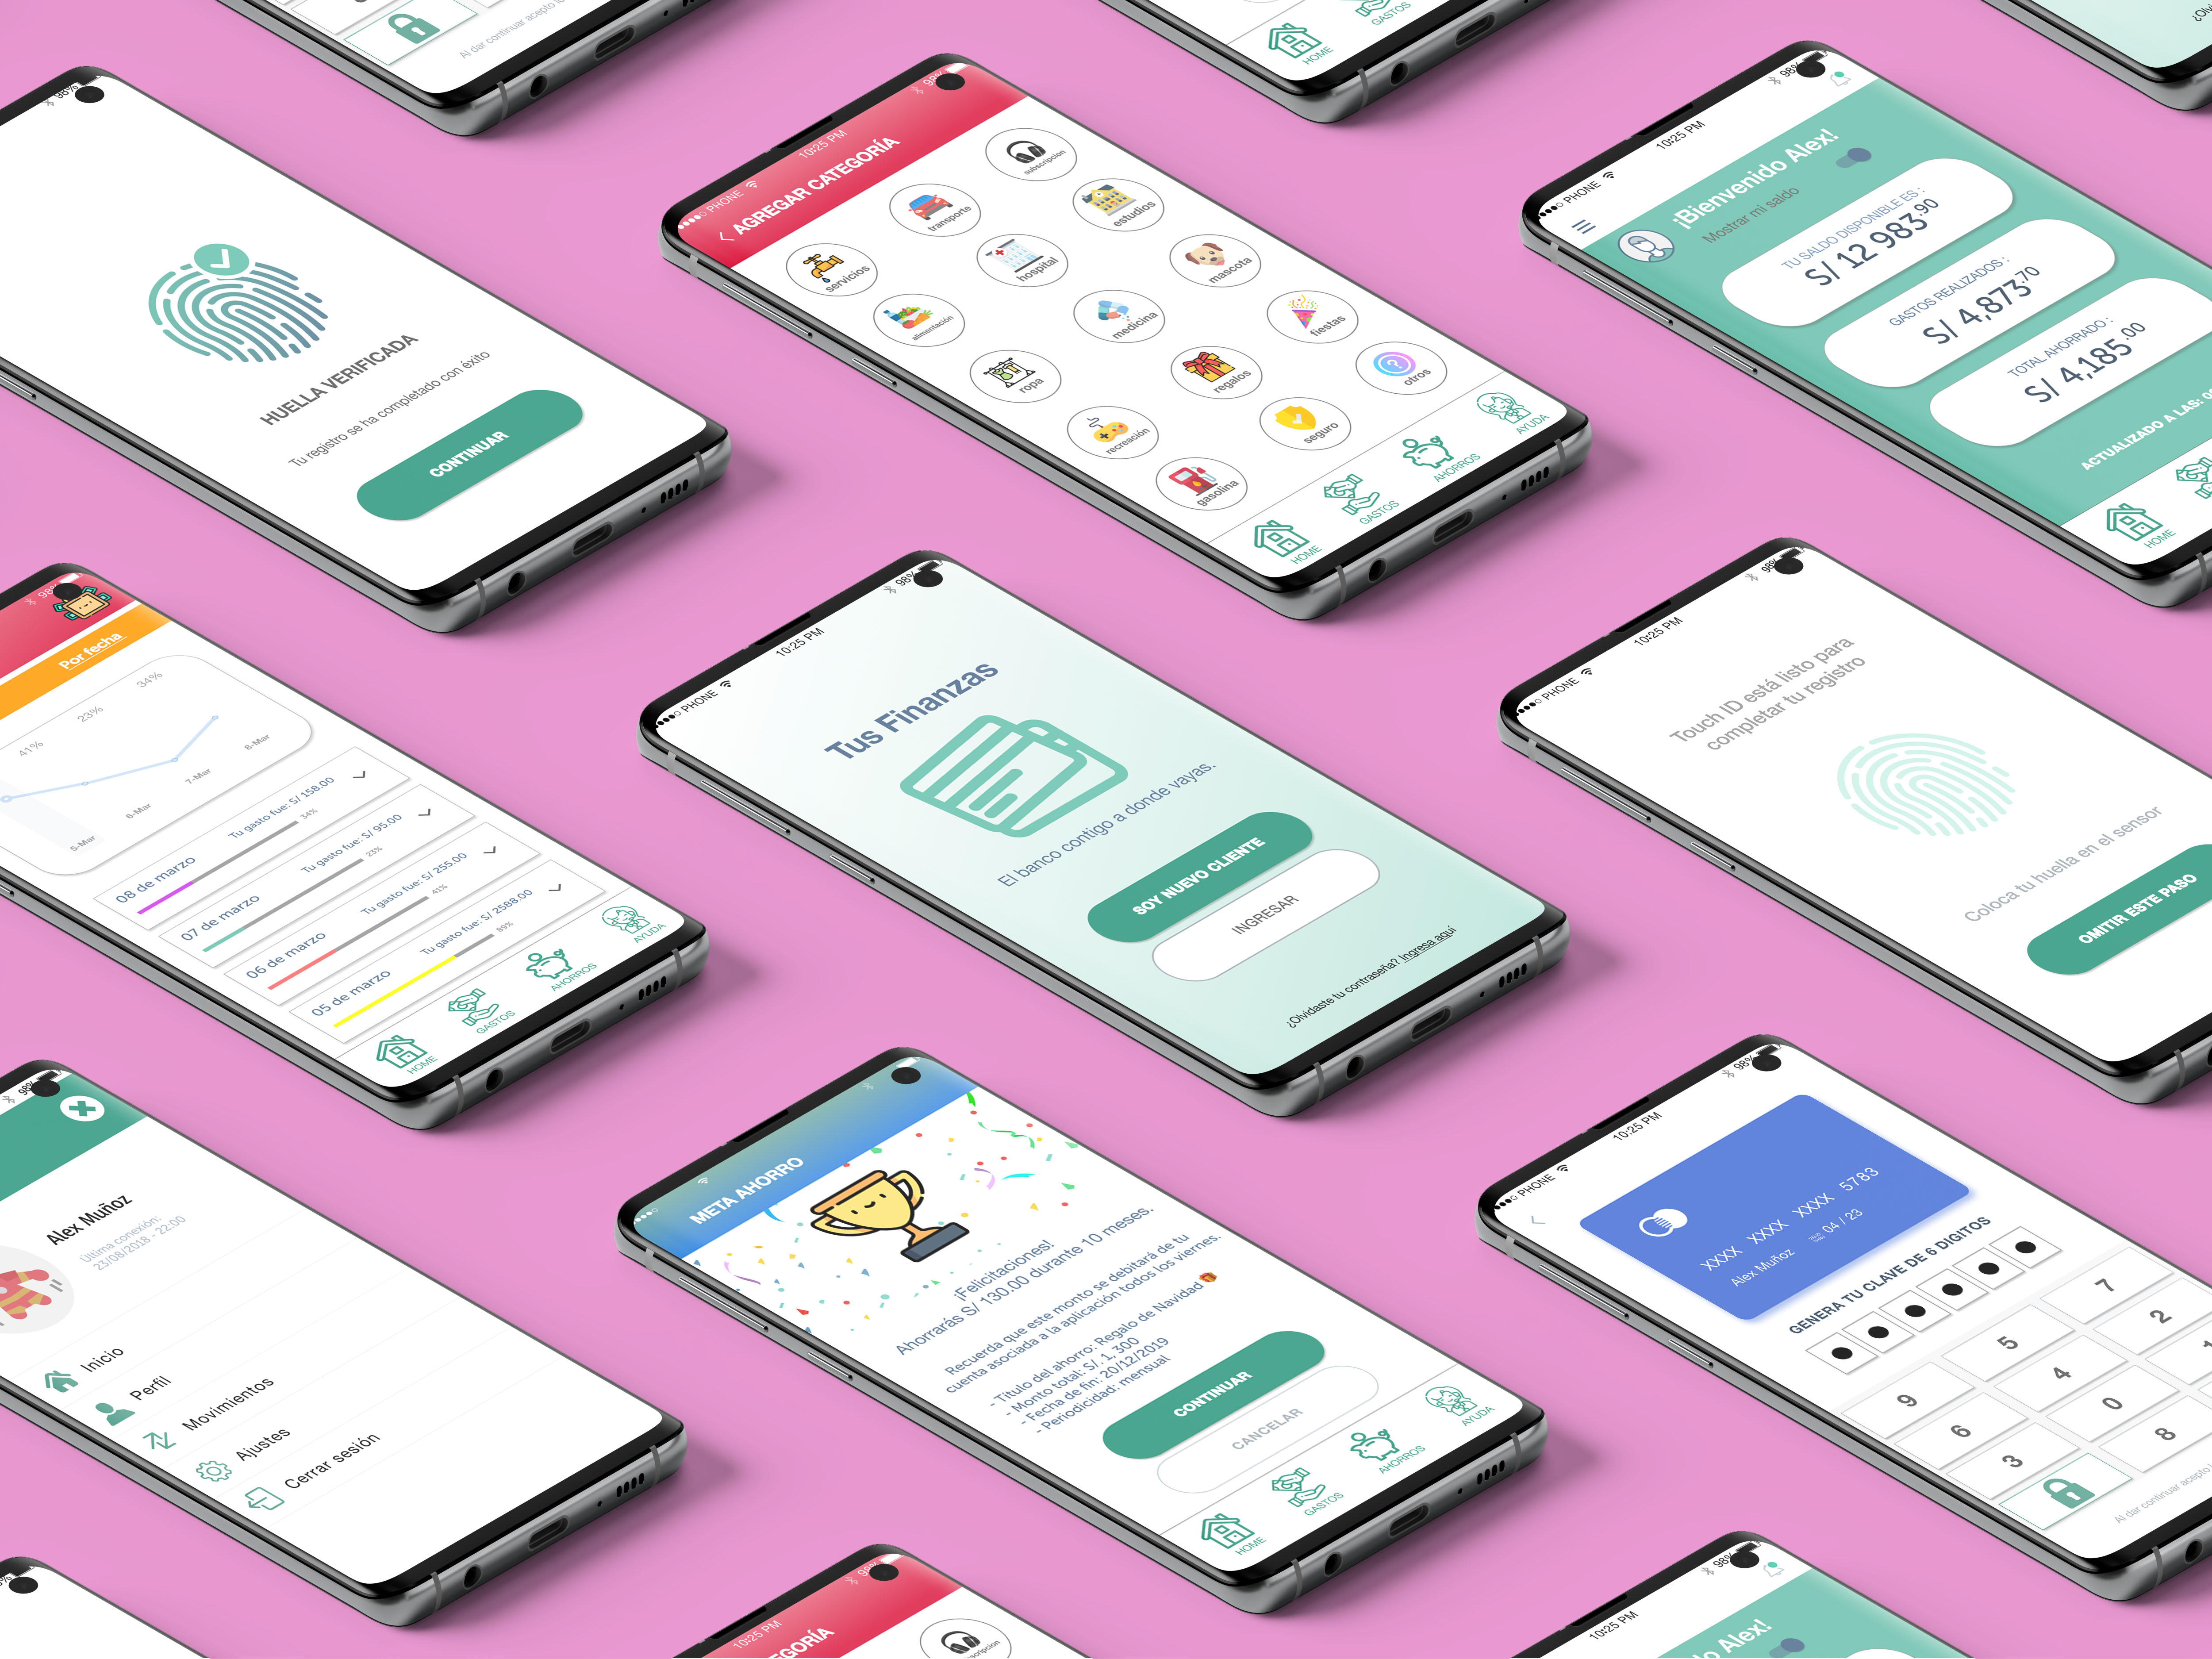 Al dar continuar acepto l
HOME
GASTOS
98%
HUELLA VERIFICADA
Tu registro se ha completado con éxito
CONTINUAR
PHONE
10:25 PM
98%
AGREGAR CATEGORÍA
servicios
transporte
subscripcion
alimentación
hospital
estudios
ropa
medicina
mascota
recreación
regalos
fiestas
gasolina
seguro
otros
HOME
GASTOS
AHORROS
AYUDA
PHONE
10:25 PM
98%
¡Bienvenido Alex!
Mostrar mi saldo
TU SALDO DISPONIBLE ES :
S/ 12 983.90
GASTOS REALIZADOS :
S/ 4,873.70
TOTAL AHORRADO :
S/ 4,185.00
ACTUALIZADO A LAS:
HOME
98%
Por fecha
41%
23%
34%
5-Mar
6-Mar
7-Mar
8-Mar
08 de marzo
Tu gasto fue: S/ 158.00
34%
07 de marzo
Tu gasto fue: S/ 95.00
23%
06 de marzo
Tu gasto fue: S/ 255.00
41%
05 de marzo
Tu gasto fue: S/ 2588.00
89%
HOME
GASTOS
AHORROS
AYUDA
PHONE
10:25 PM
98%
Tus Finanzas
El banco contigo a donde vayas.
SOY NUEVO CLIENTE
INGRESAR
¿Olvidaste tu contraseña? Ingresa aquí
PHONE
10:25 PM
98%
Touch ID está listo para
completar tu registro
Coloca tu huella en el sensor
OMITIR ESTE PASO
98%
Alex Muñoz
Última conexión:
23/08/2018 - 22:00
Inicio
Perfil
Movimientos
Ajustes
Cerrar sesión
META AHORRO
¡Felicitaciones!
Ahorrarás S/ 130.00 durante 10 meses.
Recuerda que este monto se debitará de tu
cuenta asociada a la aplicación todos los viernes.
- Título del ahorro: Regalo de Navidad
- Monto total: S/. 1, 300
- Fecha de fin: 20/12/2019
- Periodicidad: mensual
CONTINUAR
CANCELAR
HOME
GASTOS
AHORROS
AYUDA
PHONE
10:25 PM
98%
XXXX XXXX XXXX 5783
Alex Muñoz
04 / 23
GENERA TU CLAVE DE 6 DIGITOS
9
5
7
6
4
2
3
0
1
8
Al dar continuar acepto l
10:25 PM
98%
EGORÍA
scripcion
10:25 PM
98%
do Alex!